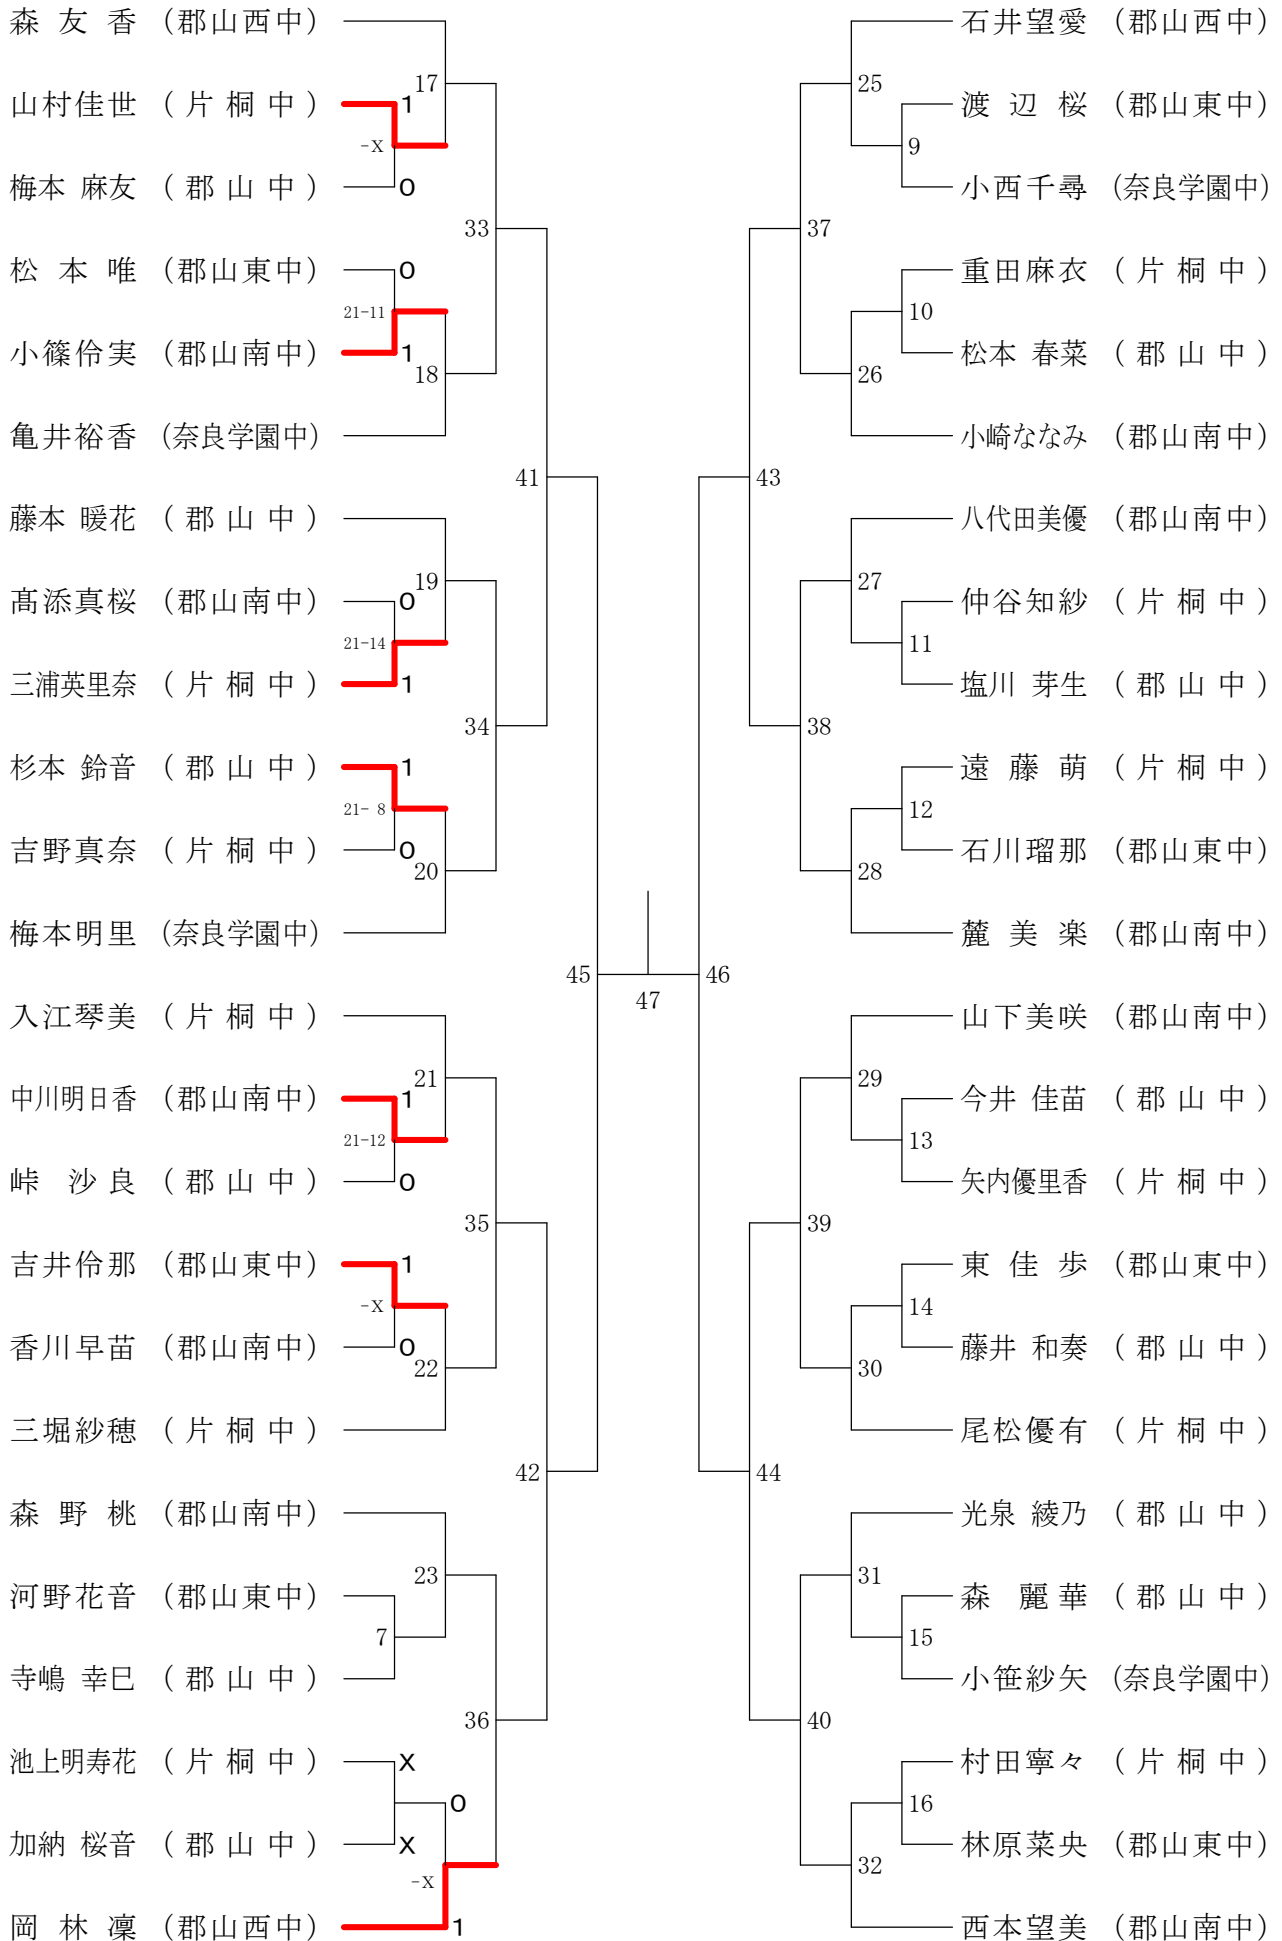 森 友 香 (郡山西中)
17
山村佳世 (片桐中) 1
-X
梅本 麻友 (郡山中) 0
33
松 本 唯 (郡山東中) 0
21-11
小篠伶実 (郡山南中) 1
18
亀井裕香 (奈良学園中)
41
藤本 暖花 (郡山中)
19
髙添真桜 (郡山南中) 0
21-14
三浦英里奈 (片桐中) 1
34
杉本 鈴音 (郡山中) 1
21- 8
吉野真奈 (片桐中) 0
20
梅本明里 (奈良学園中)
45
47
入江琴美 (片桐中)
21
中川明日香 (郡山南中) 1
21-12
峠 沙良 (郡山中) 0
35
吉井伶那 (郡山東中) 1
-X
香川早苗 (郡山南中) 0
22
三堀紗穂 (片桐中)
42
森 野 桃 (郡山南中)
23
河野花音 (郡山東中)
7
寺嶋 幸巳 (郡山中)
36
池上明寿花 (片桐中) X
0
加納 桜音 (郡山中) X
-X
岡 林 凜 (郡山西中) 1
石井望愛 (郡山西中)
25
渡 辺 桜 (郡山東中)
9
小西千尋 (奈良学園中)
37
重田麻衣 (片桐中)
10
松本 春菜 (郡山中)
26
小崎ななみ (郡山南中)
43
八代田美優 (郡山南中)
27
仲谷知紗 (片桐中)
11
塩川 芽生 (郡山中)
38
遠 藤 萌 (片桐中)
12
石川瑠那 (郡山東中)
28
麓 美 楽 (郡山南中)
46
山下美咲 (郡山南中)
29
今井 佳苗 (郡山中)
13
矢内優里香 (片桐中)
39
東 佳 歩 (郡山東中)
14
藤井 和奏 (郡山中)
30
尾松優有 (片桐中)
44
光泉 綾乃 (郡山中)
31
森 麗華 (郡山中)
15
小笹紗矢 (奈良学園中)
40
村田寧々 (片桐中)
16
林原菜央 (郡山東中)
32
西本望美 (郡山南中)